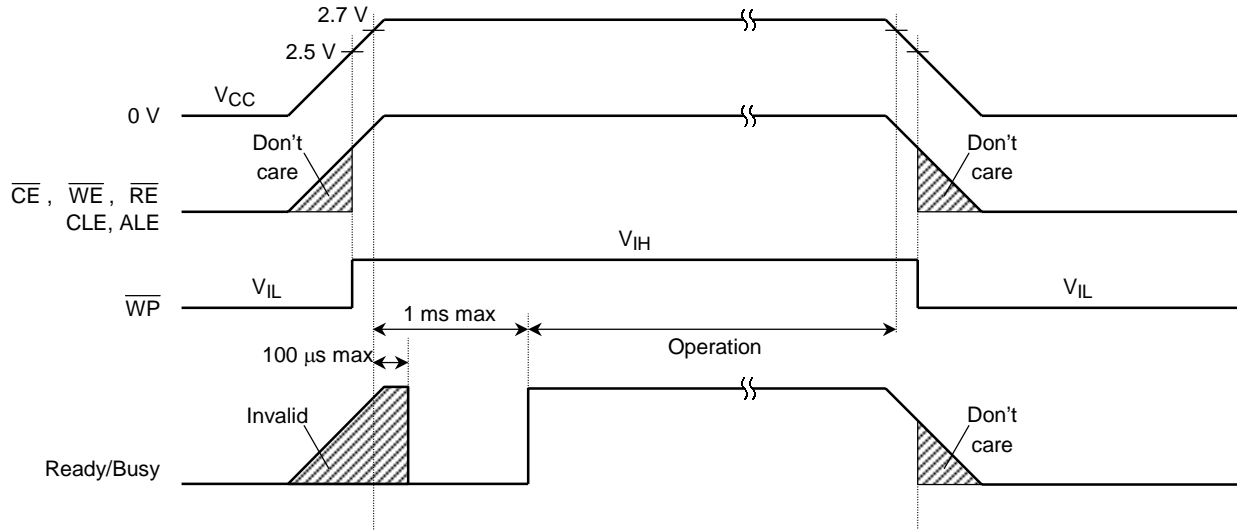 2.7 V
2.5 V
VCC
0 V
Don't
care
Don't
care
CE , WE , RE
CLE, ALE
VIH
VIL
VIL
WP
1 ms max
Operation
100 μs max
Invalid
Don't
care
Ready/Busy